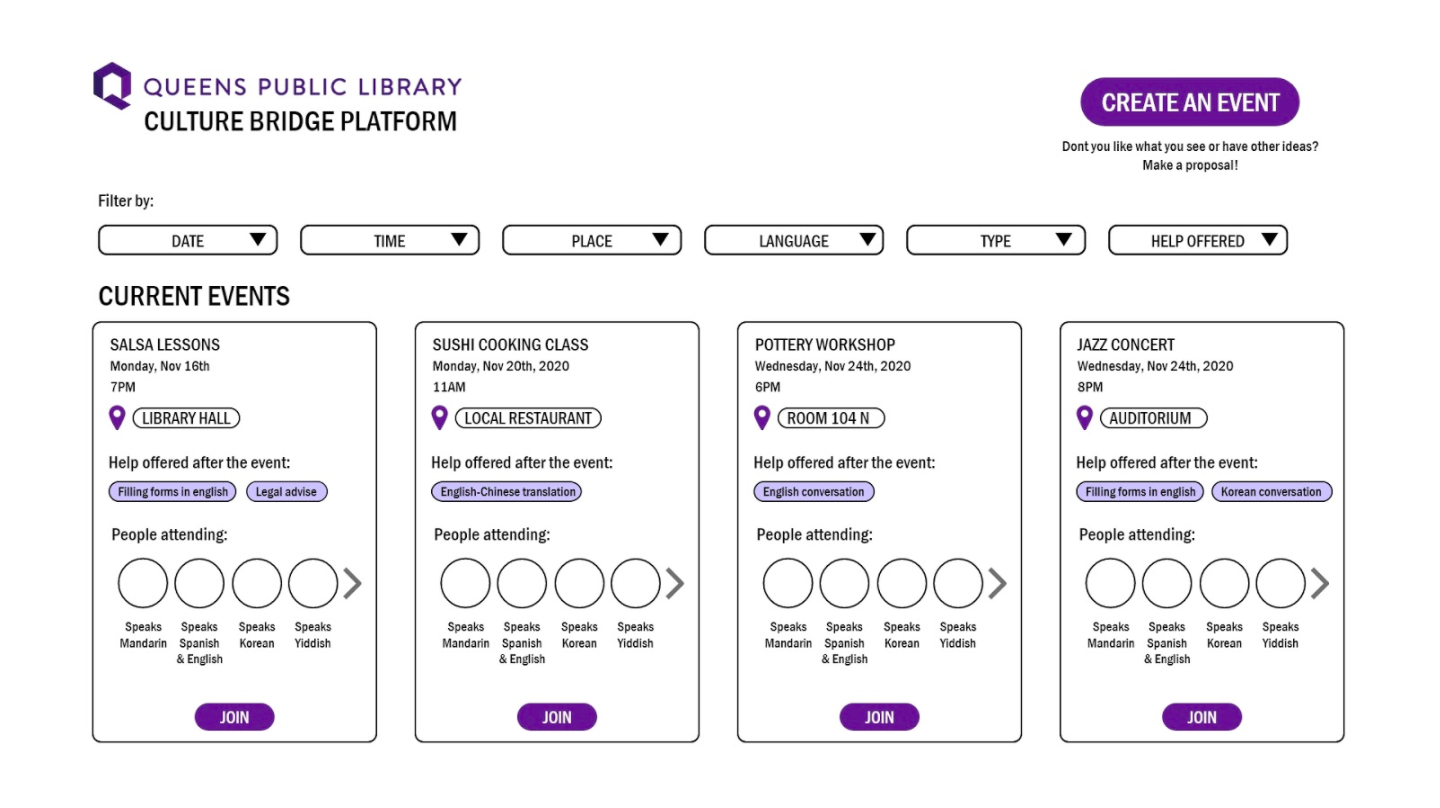 QUEENS PUBLIC LIBRARY
CULTURE BRIDGE PLATFORM
CREATE AN EVENT
Dont you like what you see or have other ideas?
Make a proposal!
Filter by:
DATE
TIME
PLACE
LANGUAGE
TYPE
HELP OFFERED
CURRENT EVENTS
SALSA LESSONS
Monday, Nov 16th
7PM
LIBRARY HALL
Help offered after the event:
Filling forms in english
Legal advise
People attending:
Speaks
Mandarin
Speaks
Spanish
& English
Speaks
Korean
Speaks
Yiddish
JOIN
SUSHI COOKING CLASS
Monday, Nov 20th, 2020
11AM
LOCAL RESTAURANT
Help offered after the event:
English-Chinese translation
People attending:
Speaks
Mandarin
Speaks
Spanish
& English
Speaks
Korean
Speaks
Yiddish
JOIN
POTTERY WORKSHOP
Wednesday, Nov 24th, 2020
6PM
ROOM 104 N
Help offered after the event:
English conversation
People attending:
Speaks
Mandarin
Speaks
Spanish
& English
Speaks
Korean
Speaks
Yiddish
JOIN
JAZZ CONCERT
Wednesday, Nov 24th, 2020
8PM
AUDITORIUM
Help offered after the event:
Filling forms in english
Korean conversation
People attending:
Speaks
Mandarin
Speaks
Spanish
& English
Speaks
Korean
Speaks
Yiddish
JOIN